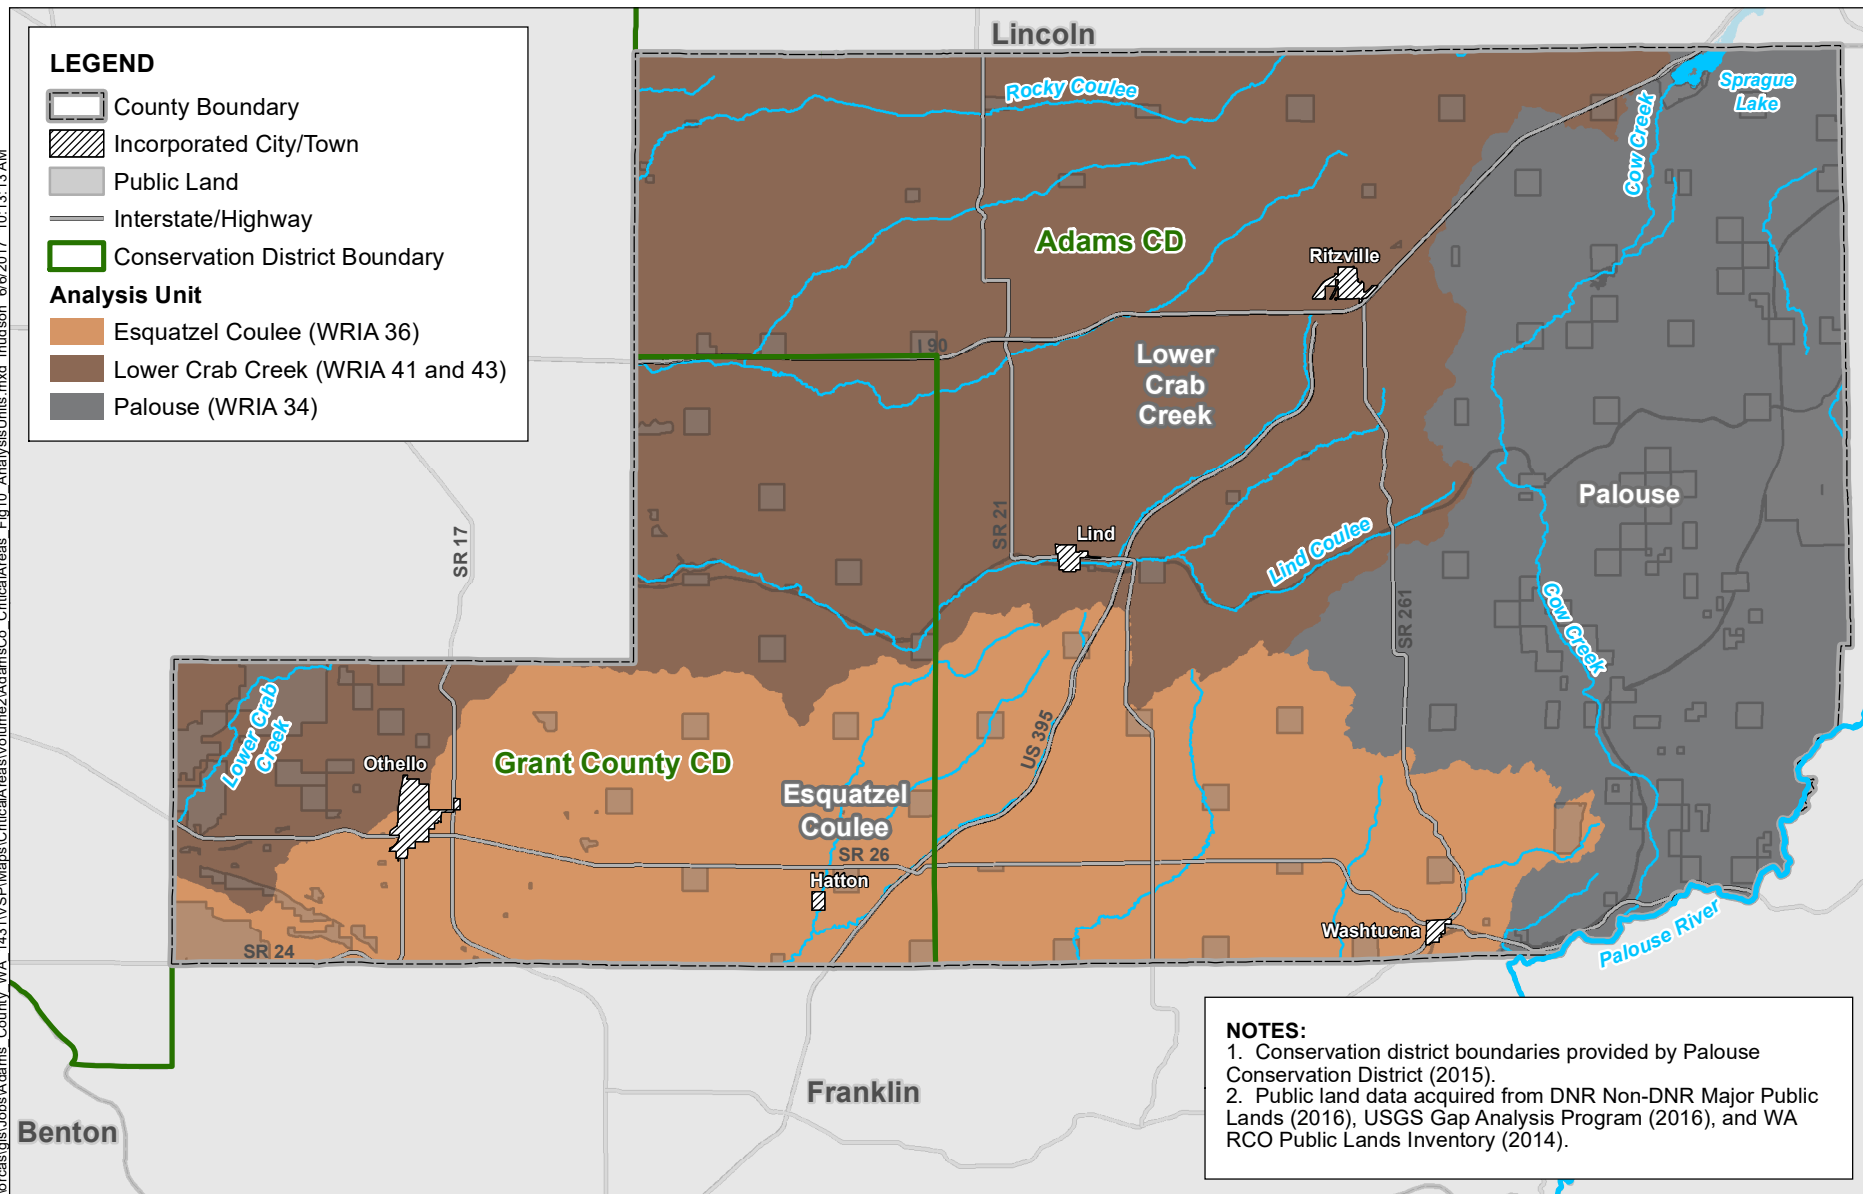 LEGEND
County Boundary
Incorporated City/Town
Public Land
Interstate/Highway
Conservation District Boundary
Analysis Unit
Esquatzel Coulee (WRIA 36)
Lower Crab Creek (WRIA 41 and 43)
Palouse (WRIA 34)
Lincoln
Rocky Coulee
Sprague
Lake
Cow Creek
Adams CD
Ritzville
I 90
Lower
Crab
Creek
Palouse
SR 17
SR 21
Lind
Lind Coulee
SR 261
Cow Creek
Lower Crab
Creek
Othello
Grant County CD
US 395
Esquatzel
Coulee
SR 26
Hatton
Washtucna
SR 24
Palouse River
Franklin
Benton
NOTES:
1. Conservation district boundaries provided by Palouse
Conservation District (2015).
2. Public land data acquired from DNR Non-DNR Major Public
Lands (2016), USGS Gap Analysis Program (2016), and WA
RCO Public Lands Inventory (2014).